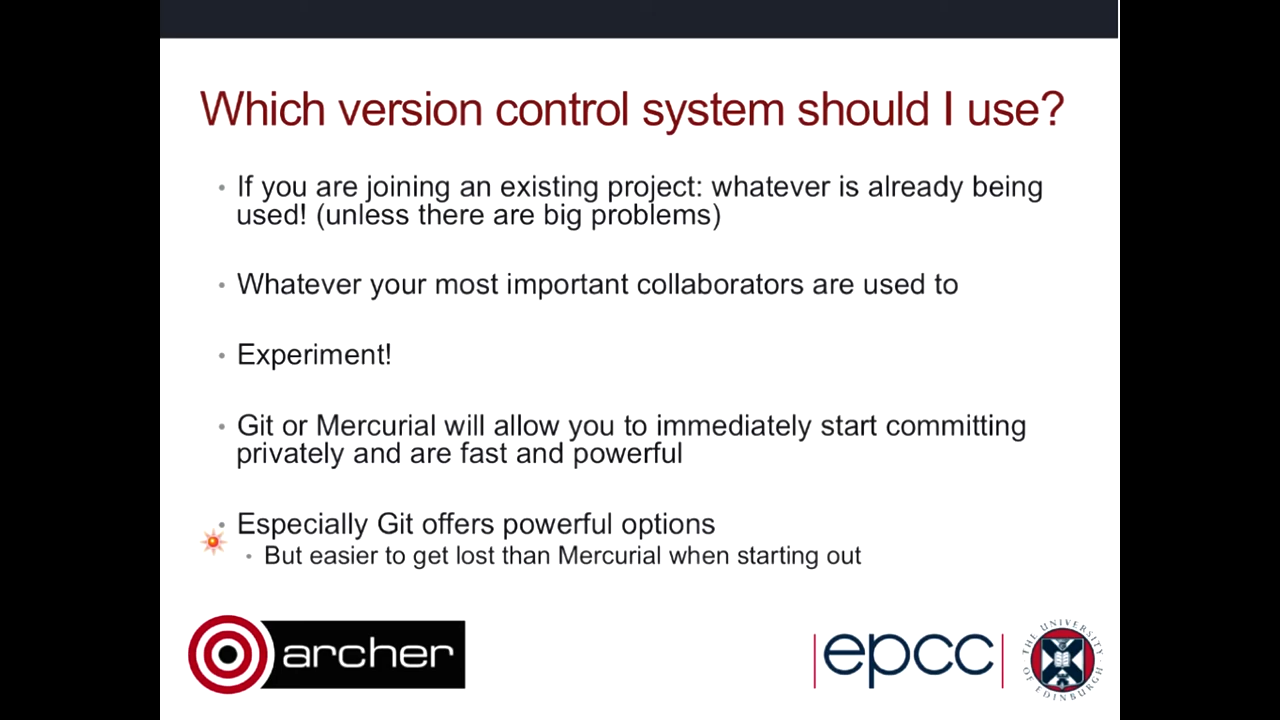 Which version control system should I use?
• If you are joining an existing project: whatever is already being
used! (unless there are big problems)
• Whatever your most important collaborators are used to
• Experiment!
• Git or Mercurial will allow you to immediately start committing
privately and are fast and powerful
• Especially Git offers powerful options
• But easier to get lost than Mercurial when starting out
archer
epcc
THE UNIVERSITY OF EDINBURGH